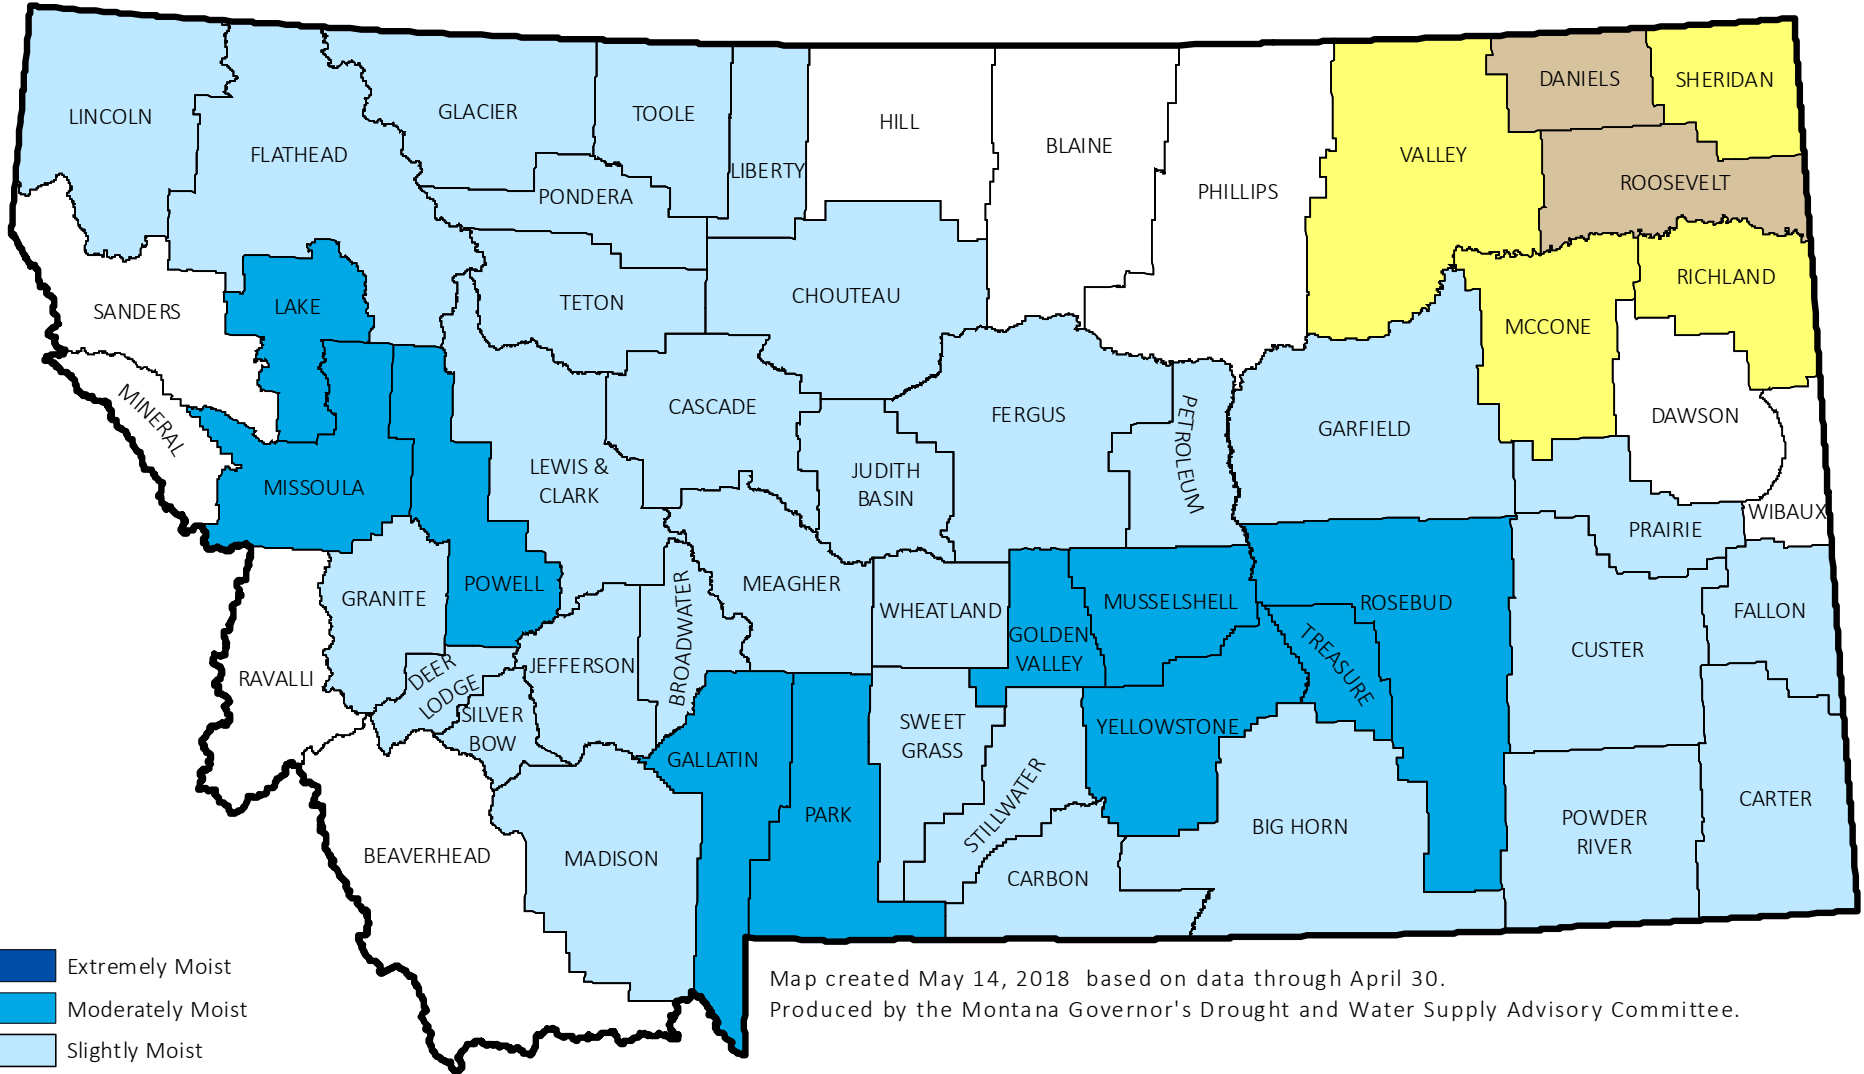 LINCOLN
FLATHEAD
GLACIER
TOOLE
LIBERTY
PONDERA
HILL
BLAINE
PHILLIPS
VALLEY
DANIELS
SHERIDAN
ROOSEVELT
RICHLAND
MCCONE
SANDERS
LAKE
TETON
CHOUTEAU
MINERAL
CASCADE
FERGUS
PETROLEUM
GARFIELD
DAWSON
MISSOULA
LEWIS &
CLARK
JUDITH
BASIN
WIBAUX
PRAIRIE
GRANITE
POWELL
MEAGHER
WHEATLAND
MUSSELSHELL
ROSEBUD
FALLON
BROADWATER
GOLDEN
VALLEY
TREASURE
CUSTER
RAVALLI
DEER
LODGE
JEFFERSON
SILVER
BOW
GALLATIN
SWEET
GRASS
YELLOWSTONE
STILLWATER
PARK
BIG HORN
POWDER
RIVER
CARTER
BEAVERHEAD
MADISON
CARBON
Extremely Moist
Moderately Moist
Slightly Moist
Map created May 14, 2018 based on data through April 30.
Produced by the Montana Governor's Drought and Water Supply Advisory Committee.